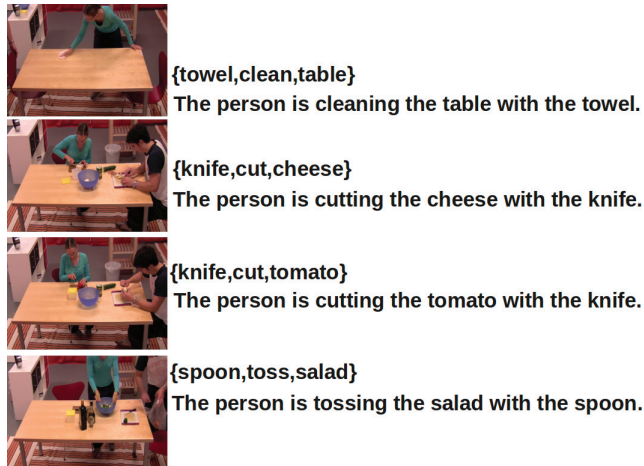 {towel,clean,table}
The person is cleaning the table with the towel.
{knife,cut,cheese}
The person is cutting the cheese with the knife.
{knife,cut,tomato}
The person is cutting the tomato with the knife.
{spoon,toss,salad}
The person is tossing the salad with the spoon.